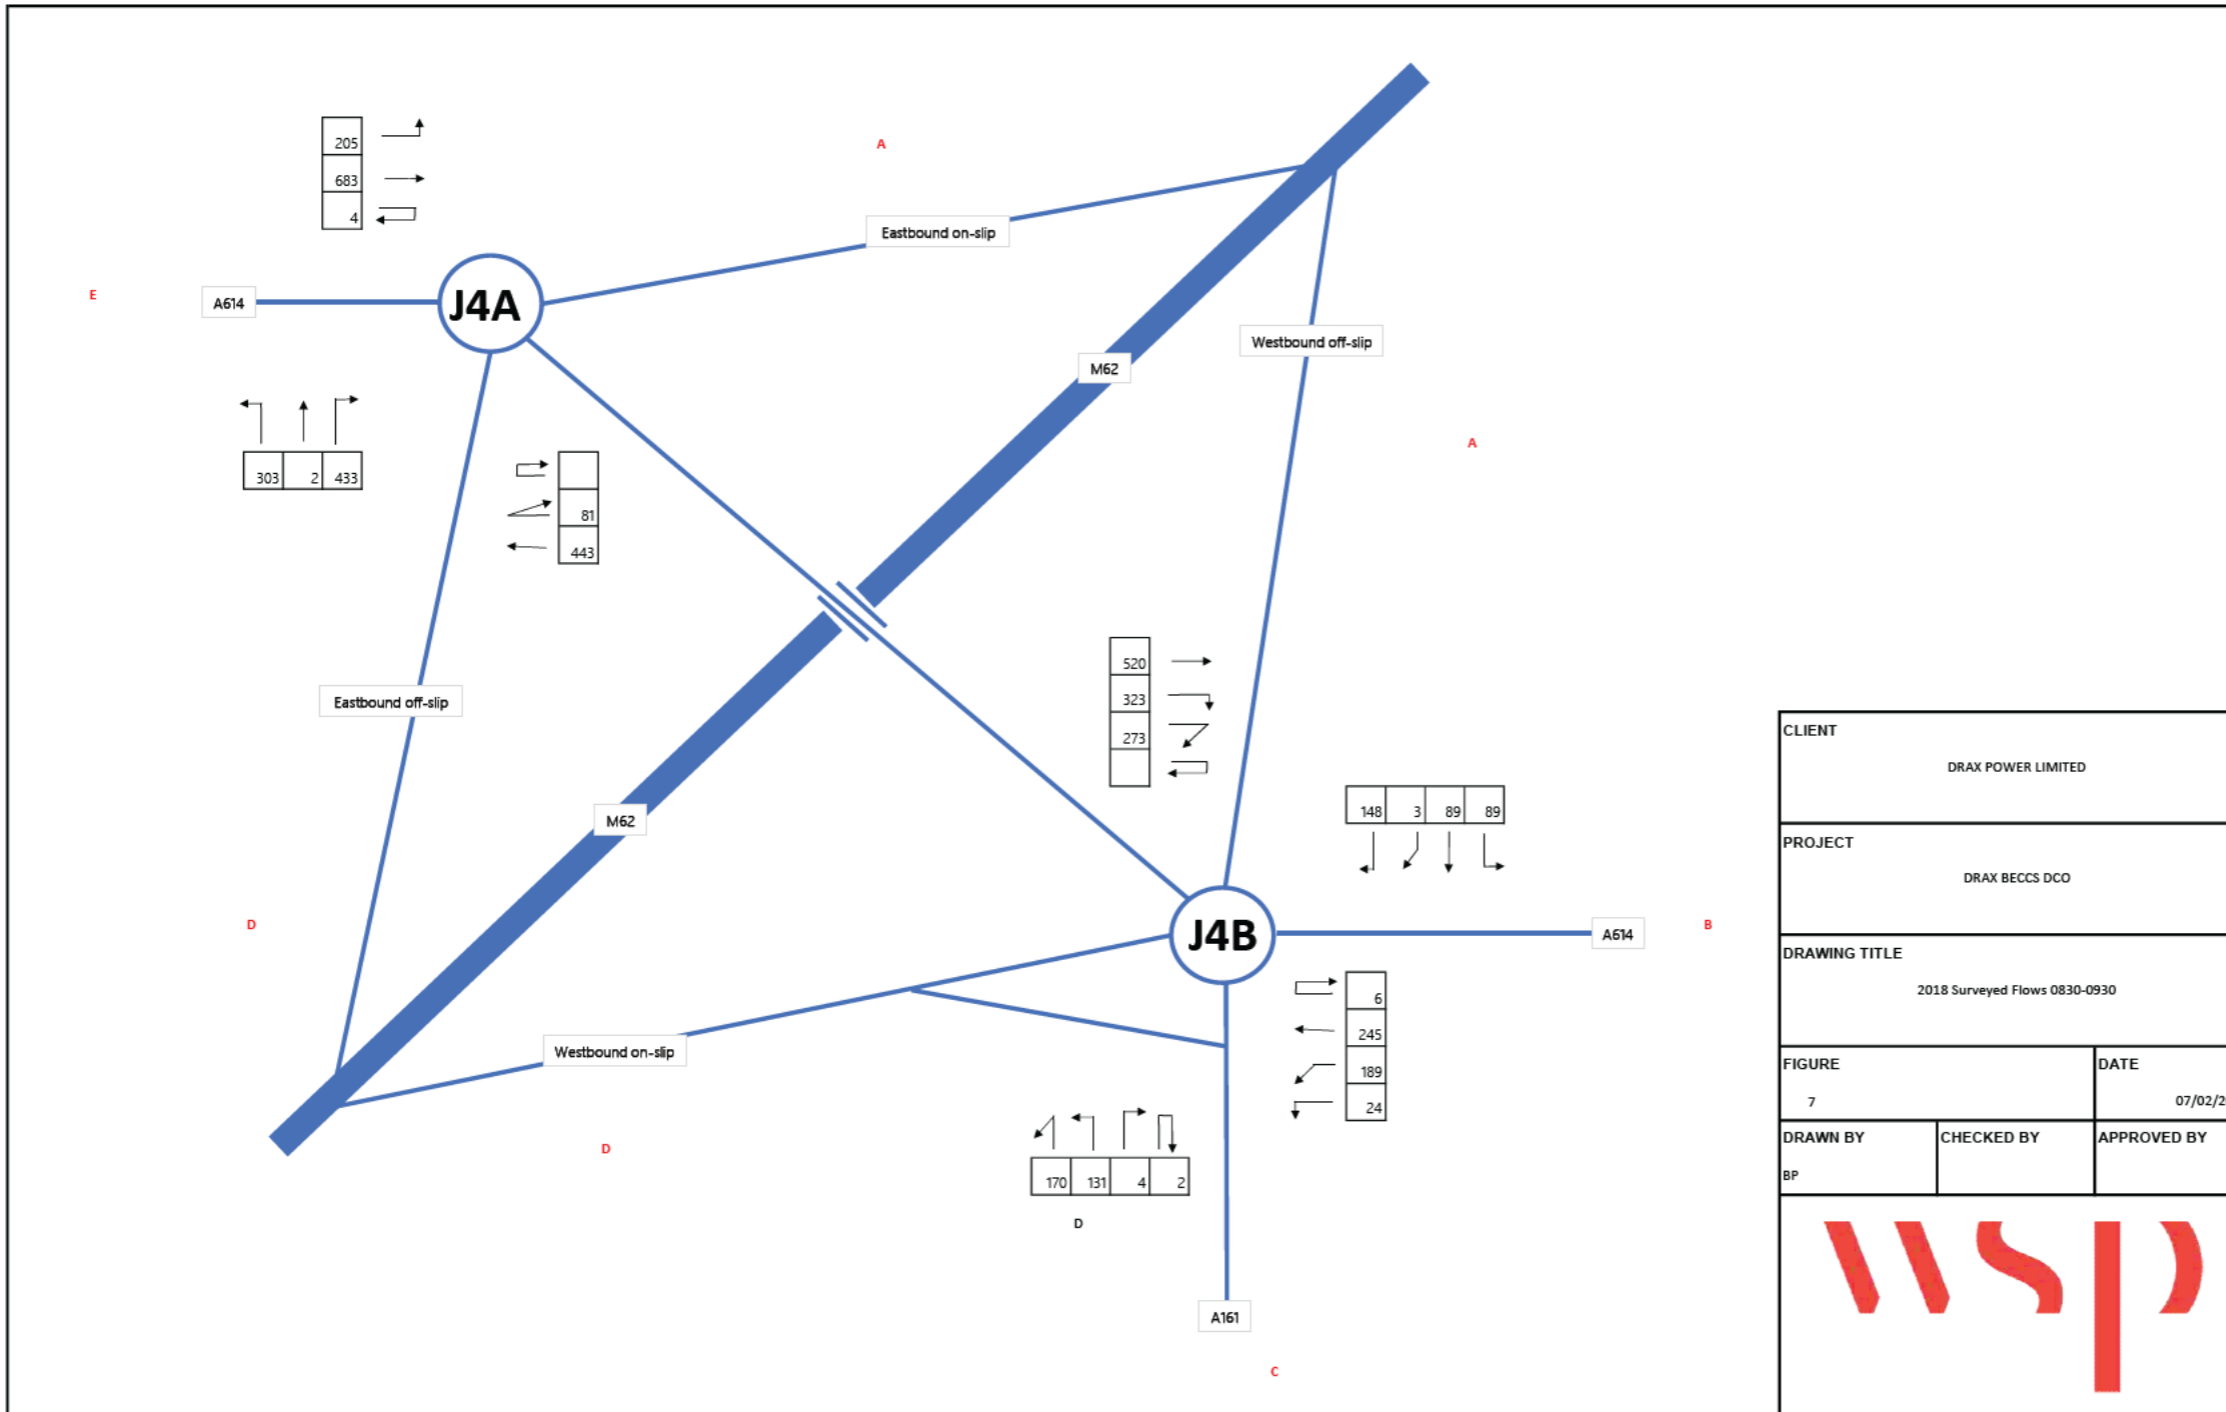 205
683
4
A
Eastbound on-slip
E
A614
J4A
Westbound off-slip
M62
303 2 433
81
443
A
520
323
273
Eastbound off-slip
148 3 89 89
M62
D
J4B
A614
B
6
245
189
24
Westbound on-slip
D
170 131 4 2
D
A161
C
CLIENT
DRAX POWER LIMITED
PROJECT
DRAX BECCS DCO
DRAWING TITLE
2018 Surveyed Flows 0830-0930
FIGURE DATE
7 07/02/2
DRAWN BY CHECKED BY APPROVED BY
BP
wsp